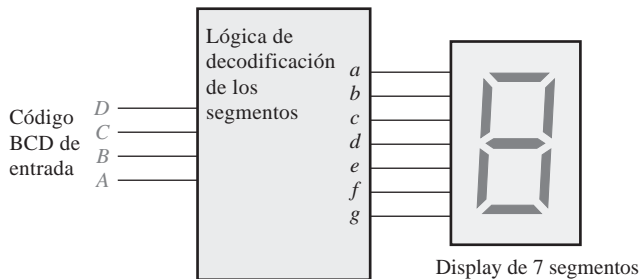 Lógica de
decodificación
de los
segmentos
Código
BCD de
entrada
D
C
B
A
a
b
c
d
e
f
g
Display de 7 segmentos